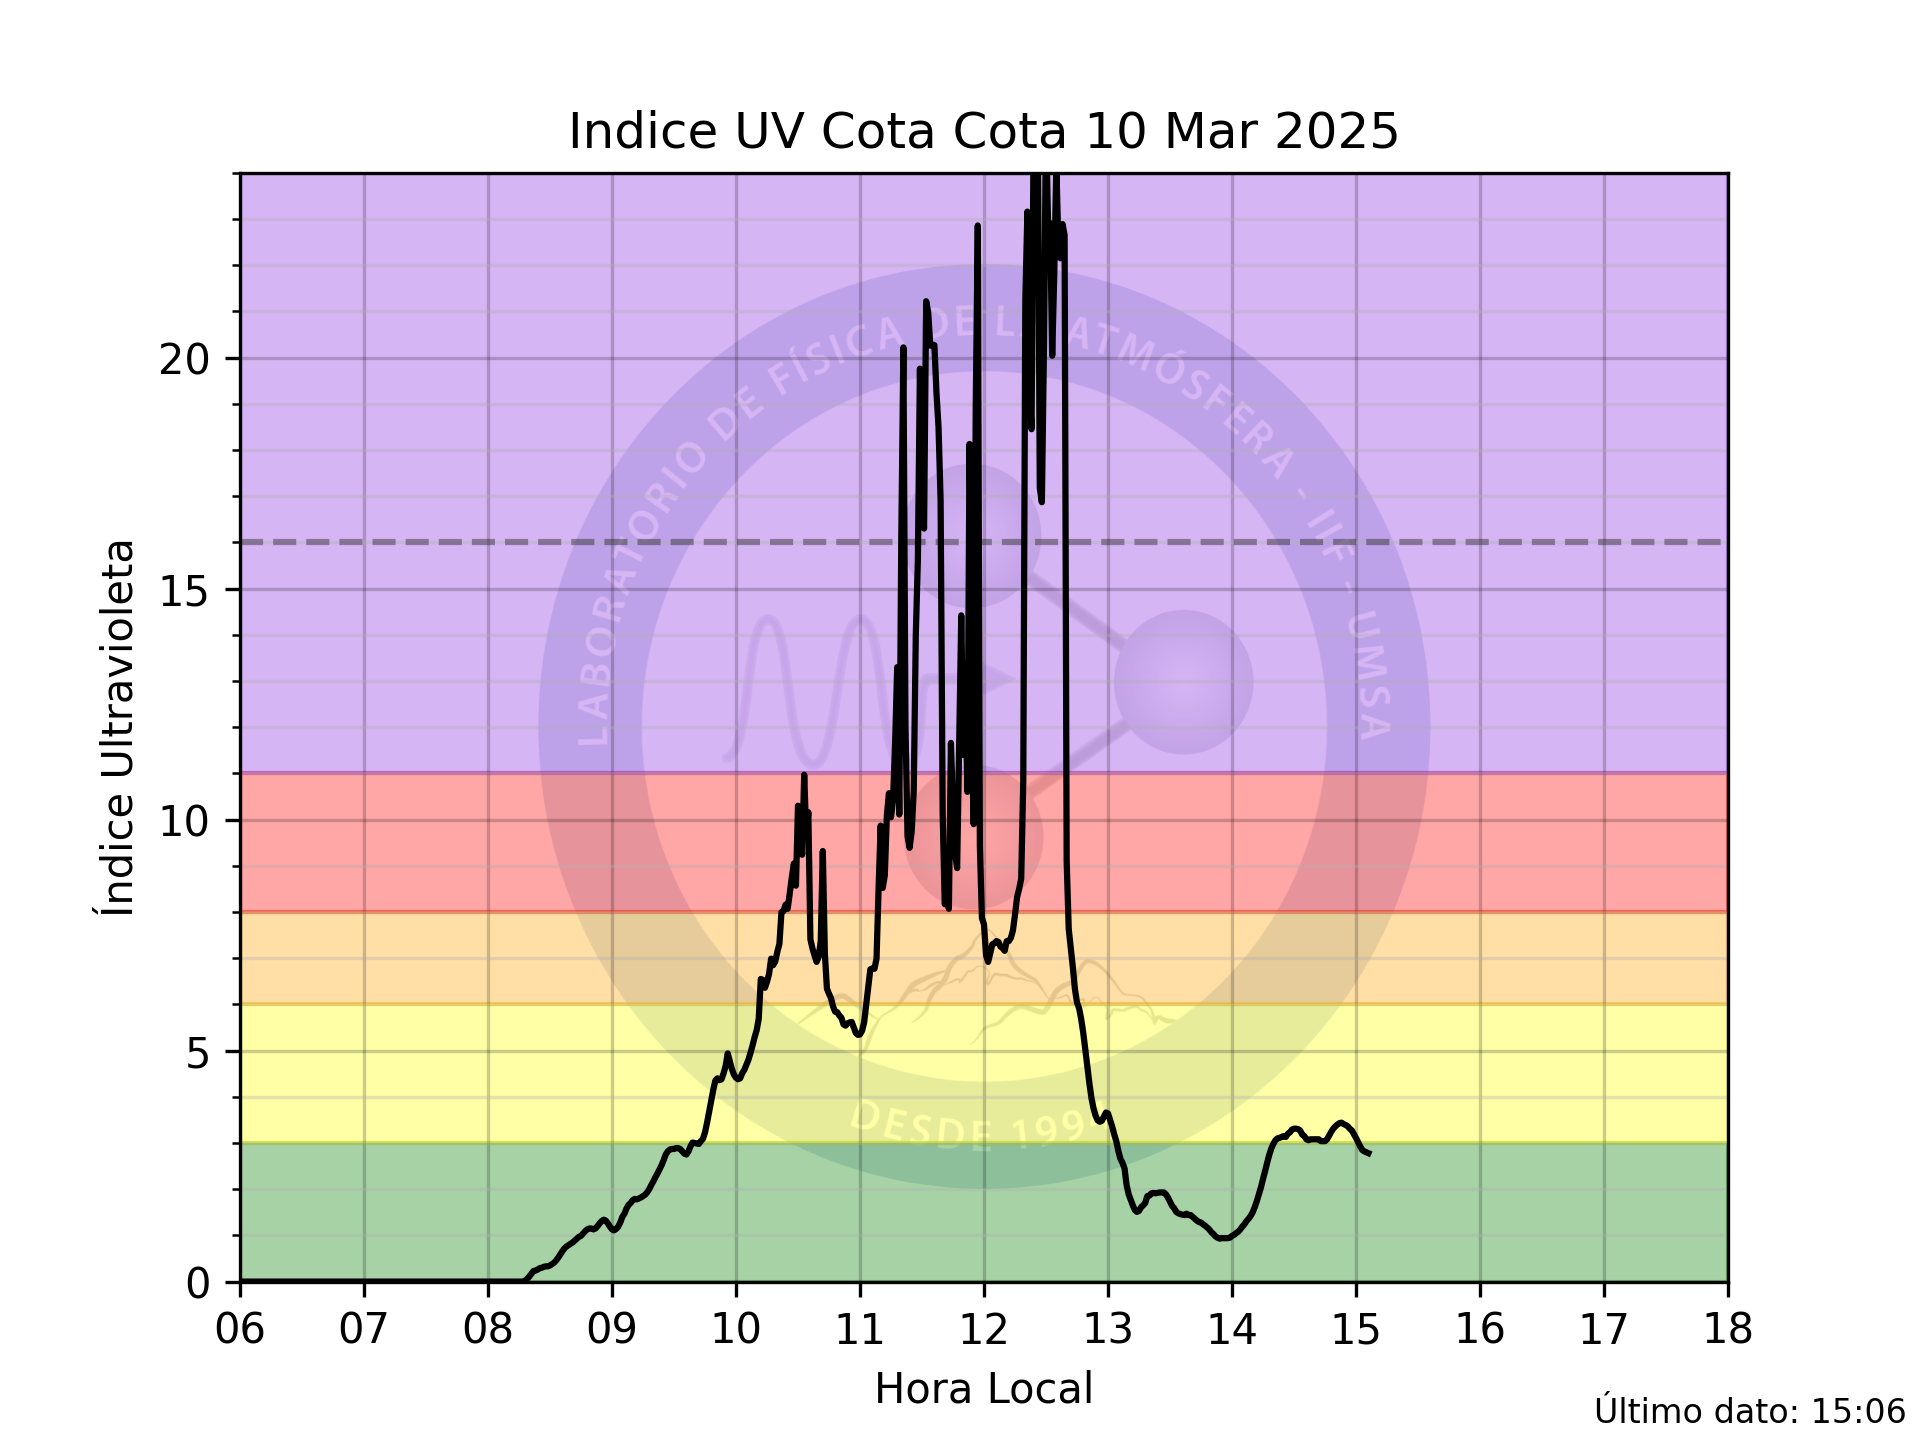 Indice UV Cota Cota 10 Mar 2025
Índice Ultravioleta
20
15
10
5
0
06 07 08 09 10 11 12 13 14 15 16 17 18
Hora Local
Último dato: 15:06
LABORATORIO DE FÍSICA DE LA ATMÓSFERA - IIF - UMSA
DESDE